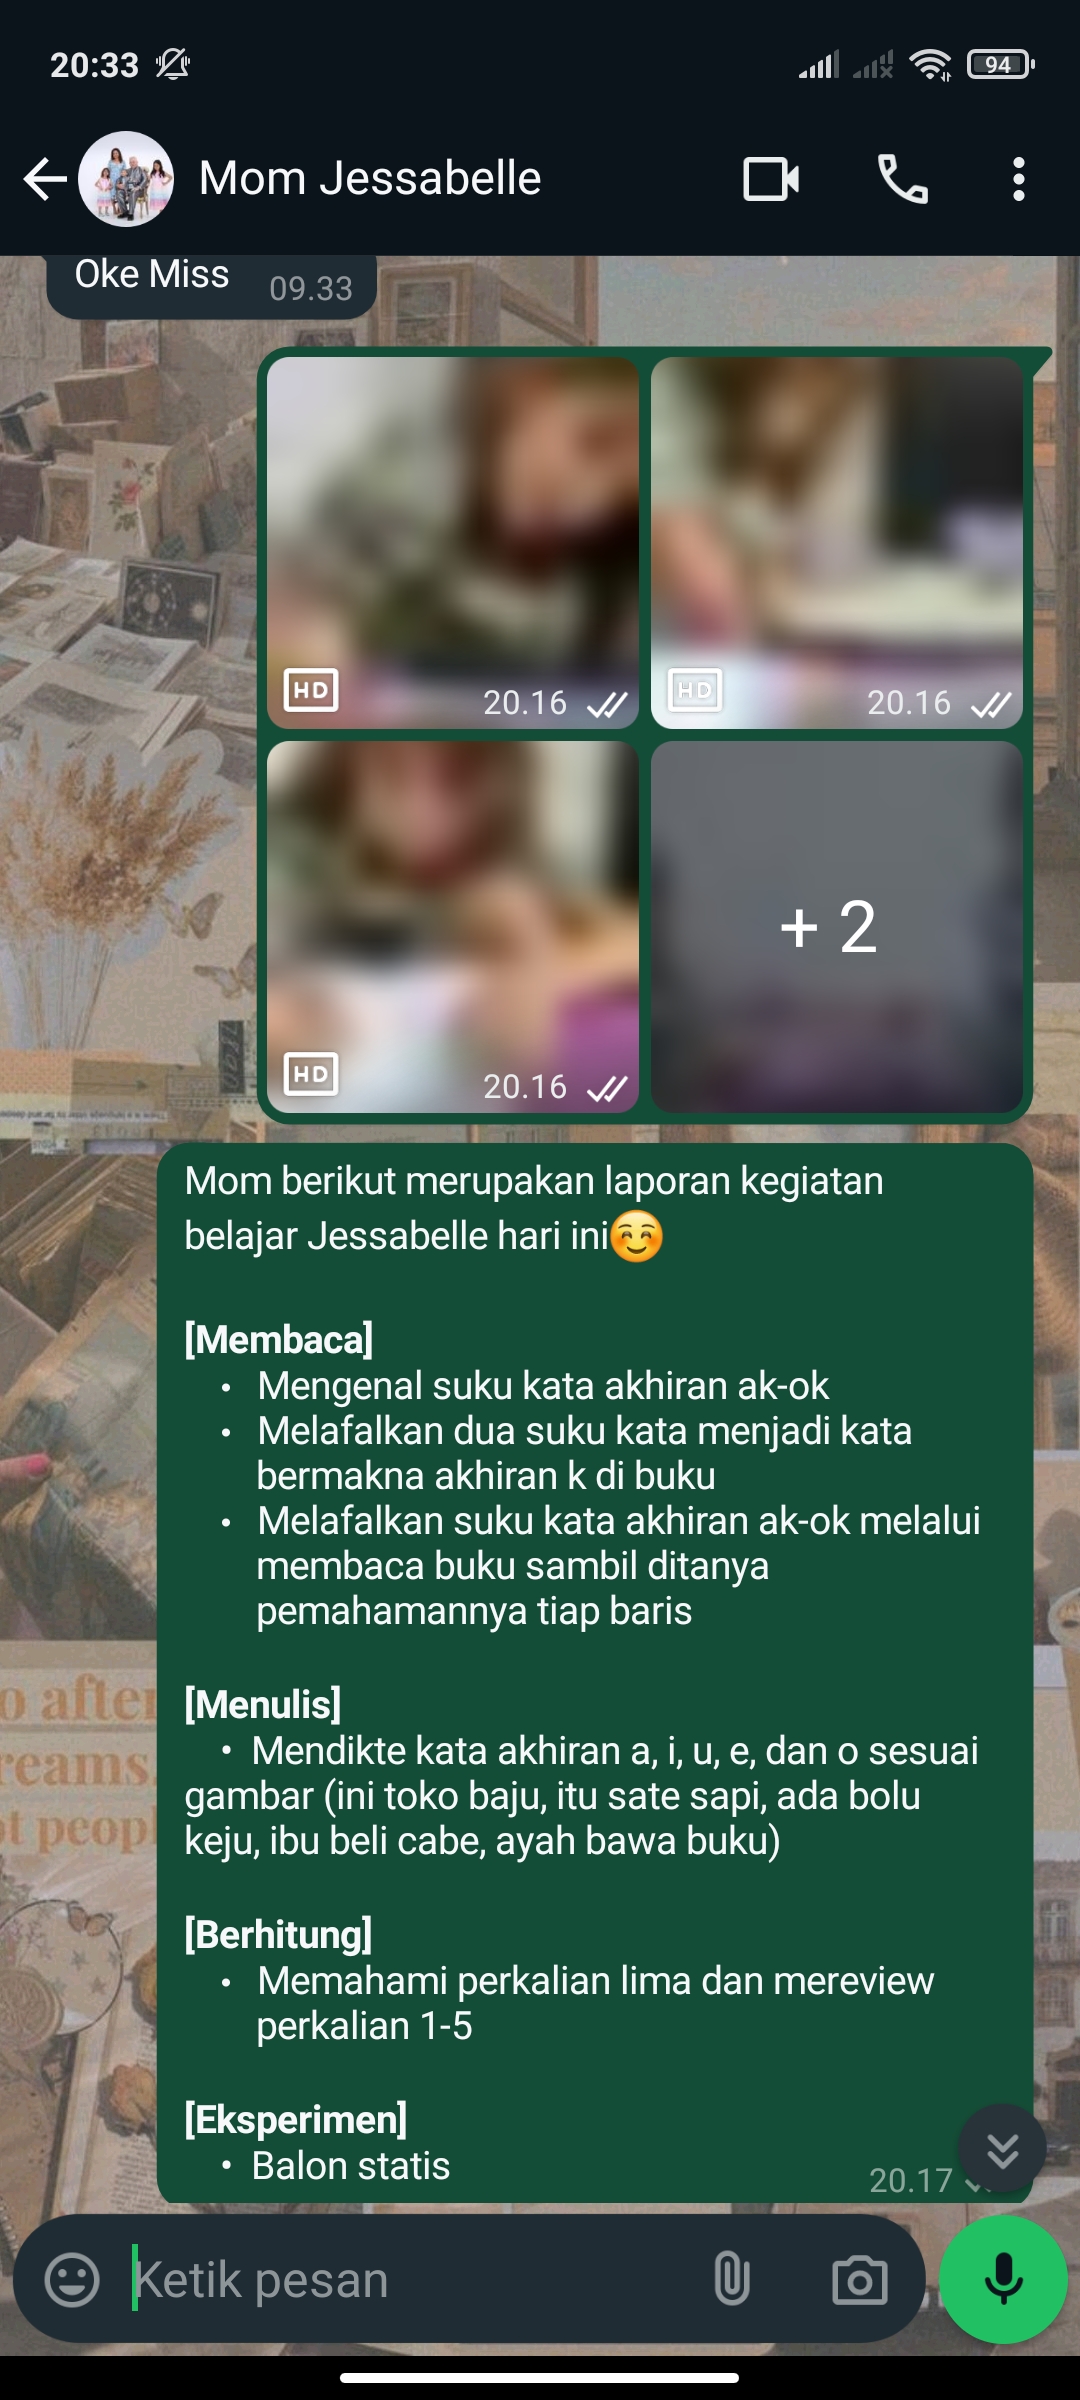 20:33
94
Mom Jessabelle
Oke Miss 09.33
HD 20.16
HD 20.16
HD 20.16
+ 2
Mom berikut merupakan laporan kegiatan
belajar Jessabelle hari ini☺️
[Membaca]
• Mengenal suku kata akhiran ak-ok
• Melafalkan dua suku kata menjadi kata
bermakna akhiran k di buku
• Melafalkan suku kata akhiran ak-ok melalui
membaca buku sambil ditanya
pemahamannya tiap baris
[Menulis]
• Mendikte kata akhiran a, i, u, e, dan o sesuai
gambar (ini toko baju, itu sate sapi, ada bolu
keju, ibu beli cabe, ayah bawa buku)
[Berhitung]
• Memahami perkalian lima dan mereview
perkalian 1-5
[Eksperimen]
• Balon statis
20.17
Ketik pesan